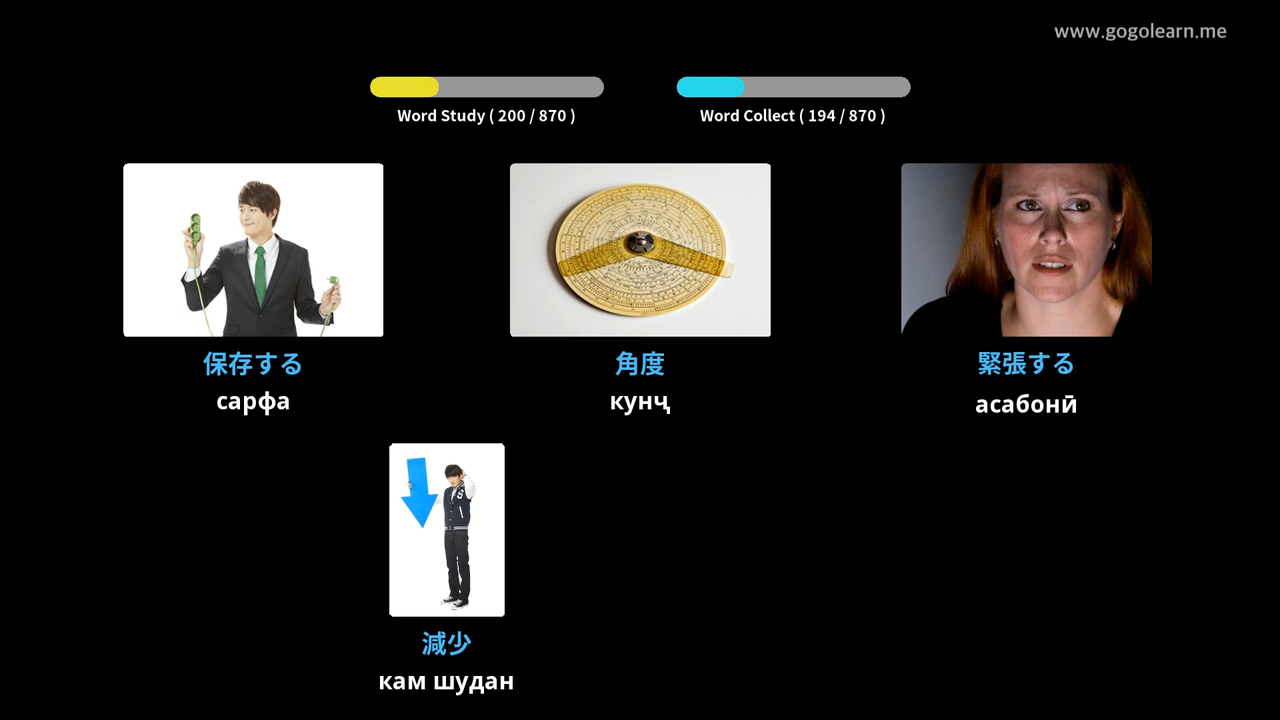 www.gogolearn.me
Word Study ( 200 / 870 )
Word Collect ( 194 / 870 )
保存する
сарфа
角度
кунҷ
緊張する
асабонӣ
減少
кам шудан